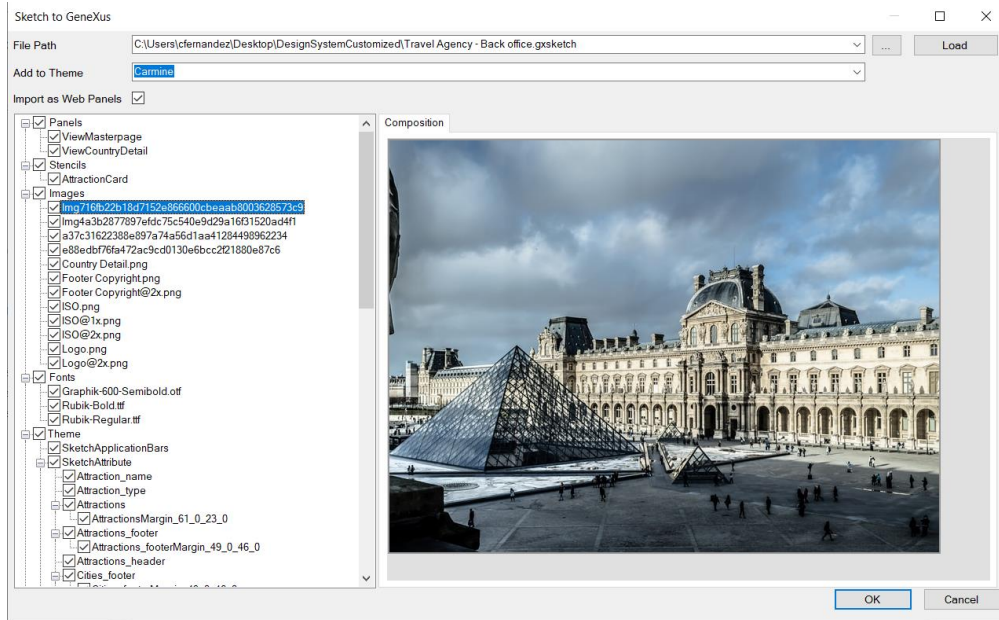 Sketch to GeneXus
File Path
C:\Users\cfernandez\Desktop\DesignSystemCustomized\Travel Agency - Back office.gxsketch
...
Load
Add to Theme
Carmine
Import as Web Panels
Panels
ViewMasterpage
ViewCountryDetail
Stencils
AttractionCard
Images
Img716fb22b18d7152e866600cbeaab8003628573c9
Img4a3b2877897efdc75c540e9d29a16f31520ad4f1
a37c31622388e897a74a56d1aa41284498962234
e88edbf76fa472ac9cd0130e6bcc2f21880e87c6
Country Detail.png
Footer Copyright.png
Footer Copyright@2x.png
ISO.png
ISO@1x.png
ISO@2x.png
Logo.png
Logo@2x.png
Fonts
Graphik-600-Semibold.otf
Rubik-Bold.ttf
Rubik-Regular.ttf
Theme
SketchApplicationBars
SketchAttribute
Attraction_name
Attraction_type
Attractions
AttractionsMargin_61_0_23_0
Attractions_footer
Attractions_footerMargin_49_0_46_0
Attractions_header
Cities_footer
Composition
OK
Cancel